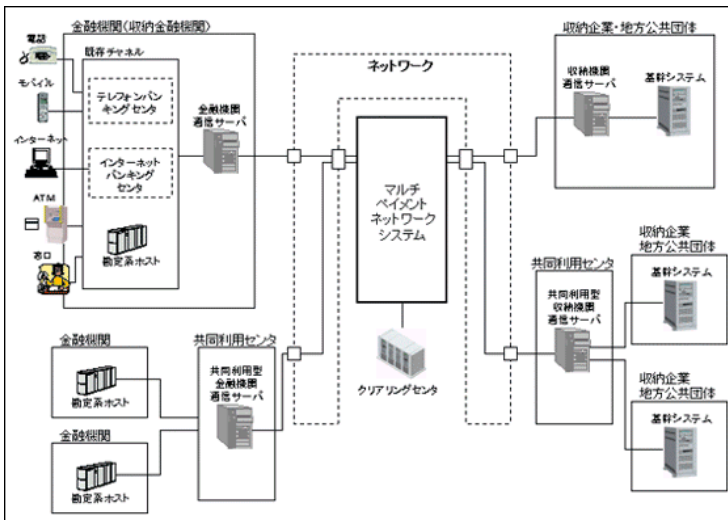 金融機関(収納金融機関)
電話
既存チャネル
モバイル
テレフォンバン
キングセンタ
インターネット
インターネット
バンキング
センタ
ATM
窓口
勘定系ホスト
金融機関
通信サーバ
ネットワーク
マルチ
ペイメント
ネットワーク
システム
クリアリングセンタ
収納企業・地方公共団体
収納機関
通信サーバ
基幹システム
共同利用センタ
共同利用型
収納機関
通信サーバ
収納企業
地方公共団体
基幹システム
収納企業
地方公共団体
基幹システム
金融機関
勘定系ホスト
金融機関
勘定系ホスト
共同利用センタ
共同利用型
金融機関
通信サーバ